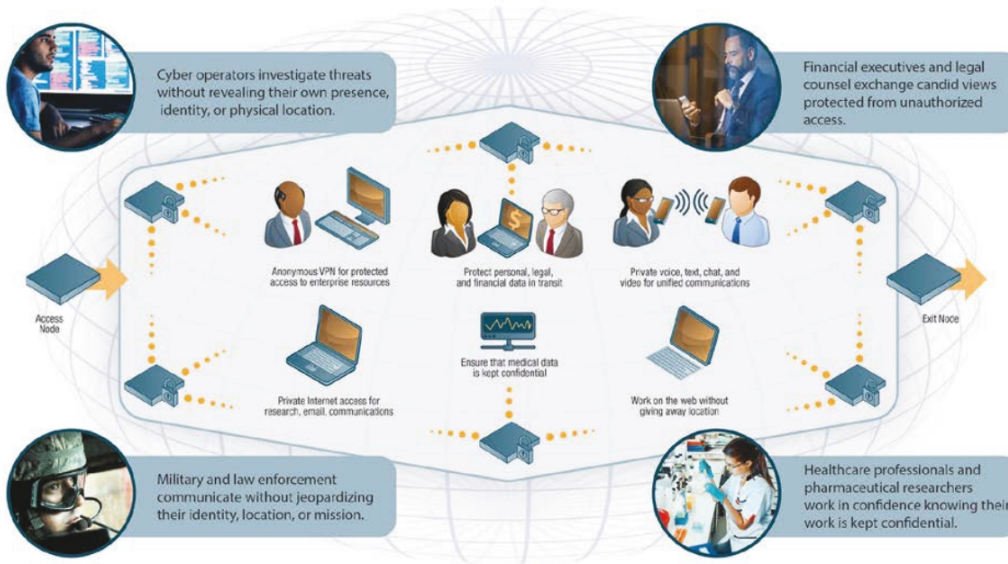 Cyber operators investigate threats
without revealing their own presence,
identity, or physical location.
Financial executives and legal
counsel exchange candid views
protected from unauthorized
access.
Anonymous VPN for protected
access to enterprise resources
Protect personal, legal,
and financial data in transit
Private voice, text, chat, and
video for unified communications
Access
Node
Exit Node
Private Internet access for
research, email, communications
Ensure that medical data
is kept confidential
Work on the web without
giving away location
Military and law enforcement
communicate without jeopardizing
their identity, location, or mission.
Healthcare professionals and
pharmaceutical researchers
work in confidence knowing their
work is kept confidential.